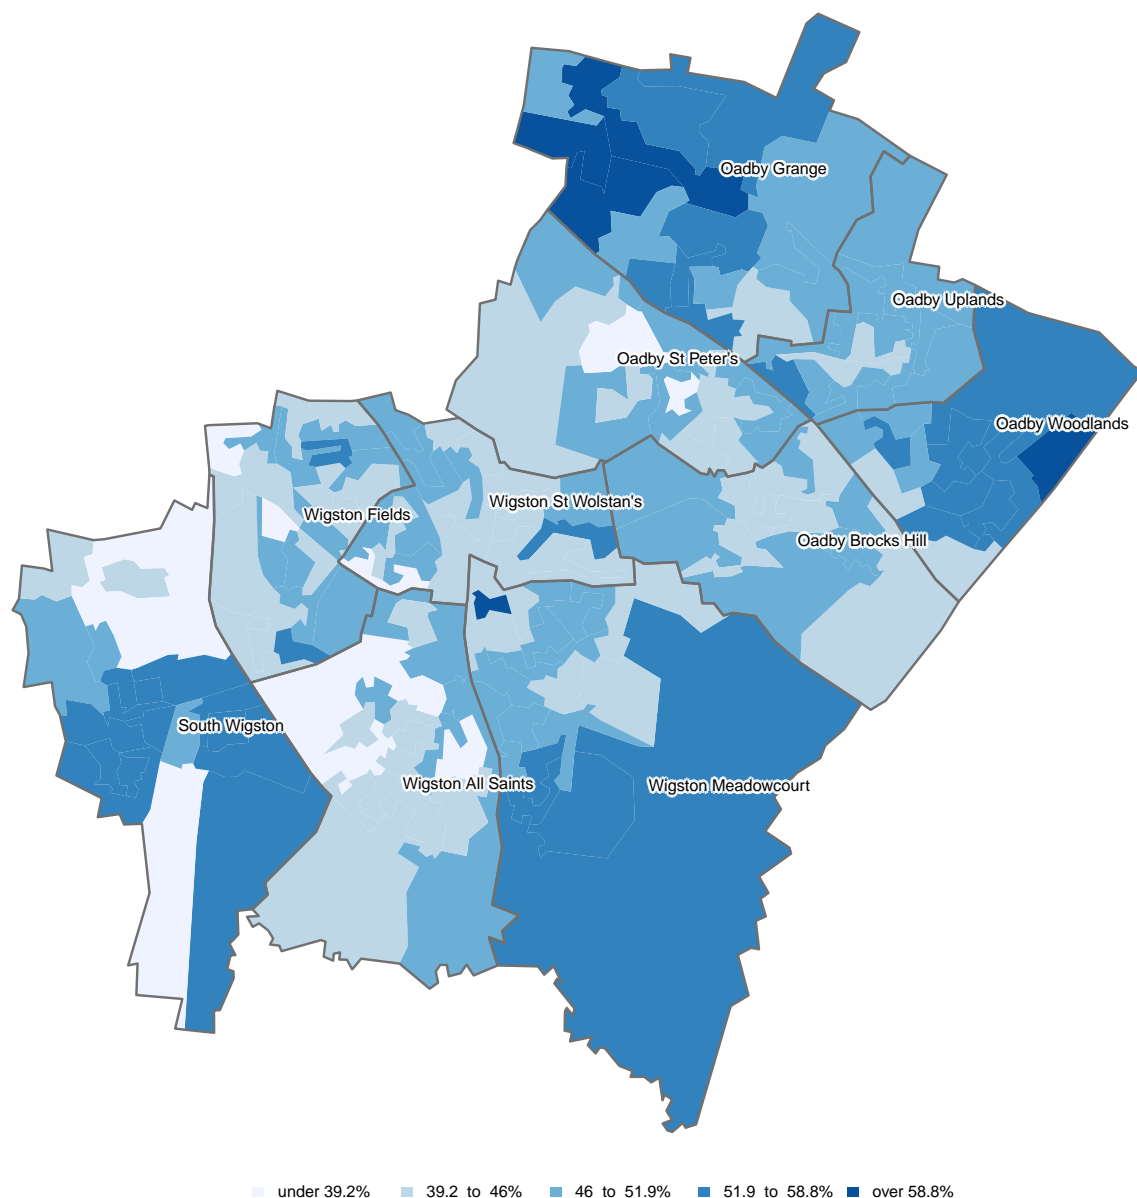 Oadby Grange
Oadby Uplands
Oadby St Peter's
Oadby Woodlands
Wigston St Wolstan's
Wigston Fields
Oadby Brocks Hill
South Wigston
Wigston All Saints
Wigston Meadowcourt
under 39.2%
39.2 to 46%
46 to 51.9%
51.9 to 58.8%
over 58.8%